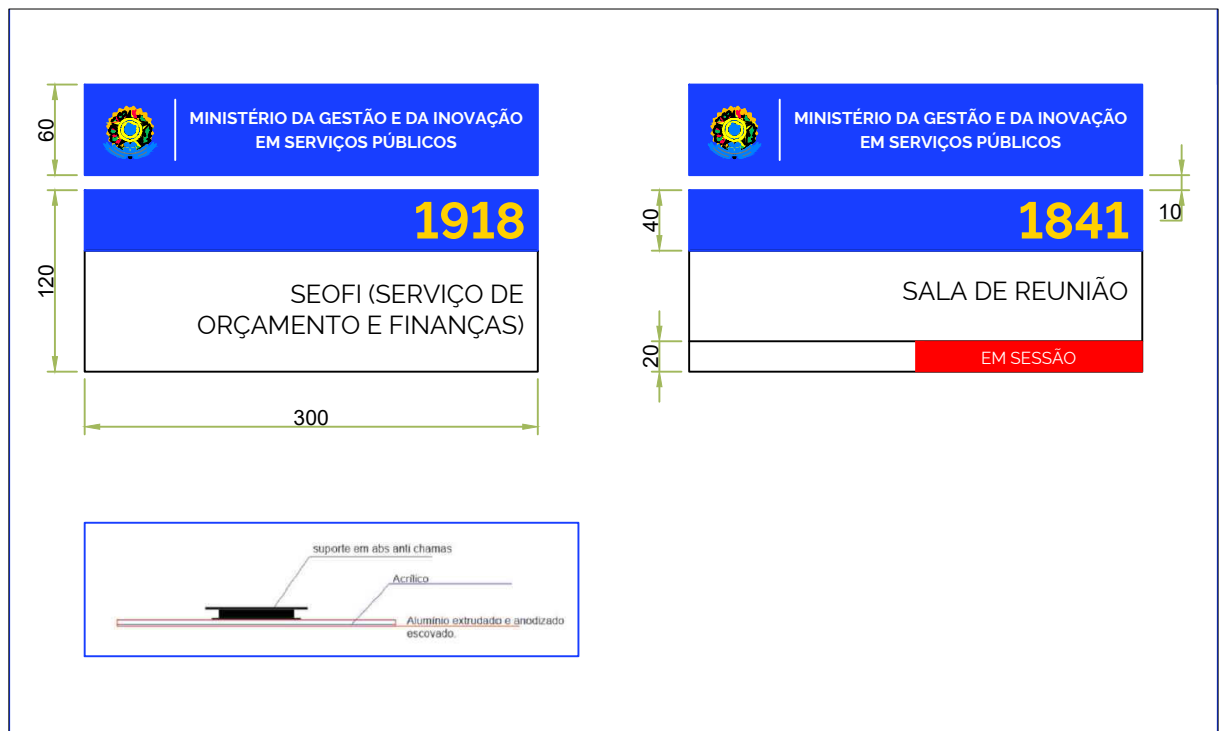 60
MINISTÉRIO DA GESTÃO E DA INOVAÇÃO
EM SERVIÇOS PÚBLICOS
120
1918
SEOFI (SERVIÇO DE
ORÇAMENTO E FINANÇAS)
300
MINISTÉRIO DA GESTÃO E DA INOVAÇÃO
EM SERVIÇOS PÚBLICOS
10
40
1841
SALA DE REUNIÃO
20
EM SESSÃO
suporte em abs anti chamas
Acrílico
Alumínio extrudado e anodizado
escovado.